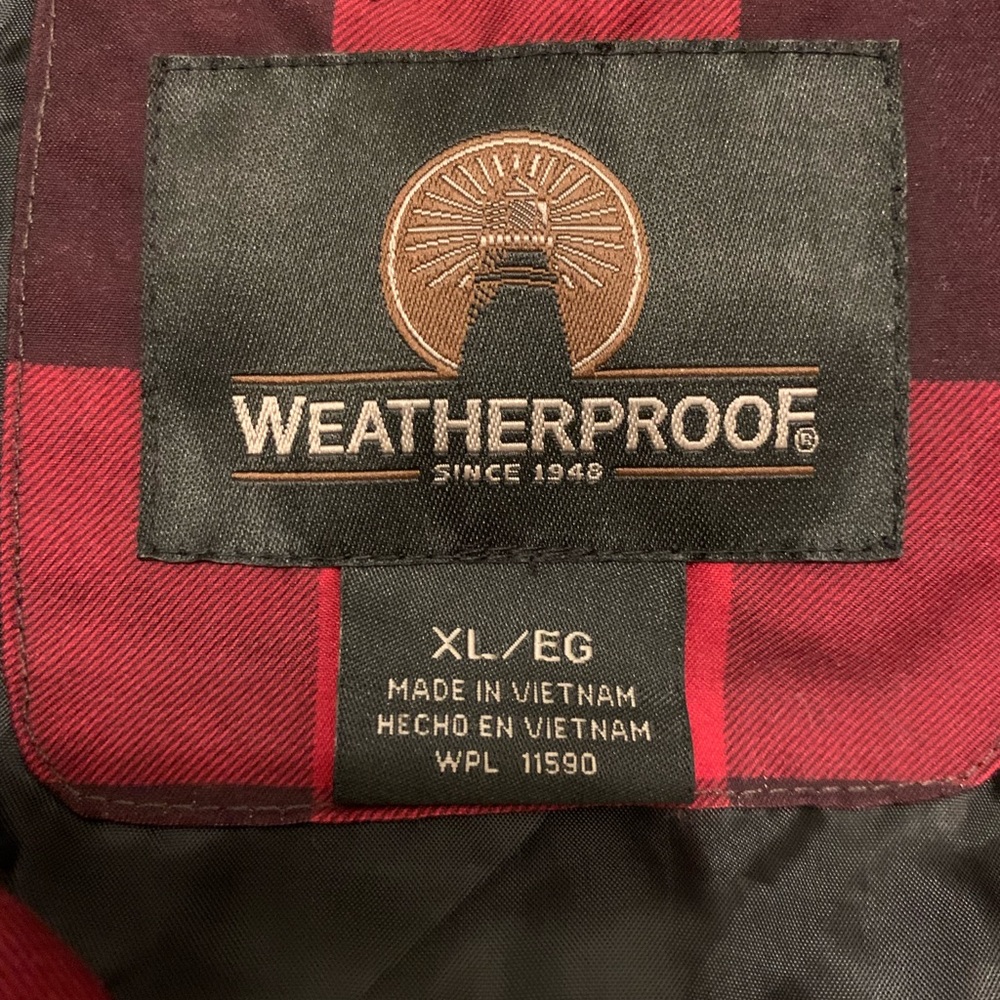 WEATHERPROOF®
SINCE 1948
XL/EG
MADE IN VIETNAM
HECHO EN VIETNAM
WPL 11590